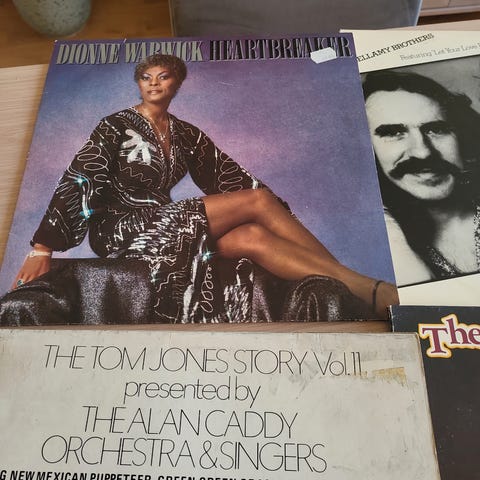 DIONNE WARWICK HEARTBREAKER
BELLAMY BROTHERS
Featuring "Let Your Love
The
THE TOM JONES STORY Vol.11
presented by
THE ALAN CADDY
ORCHESTRA & SINGERS
NEW MEXICAN PUPPETEER, GREEN GREEN